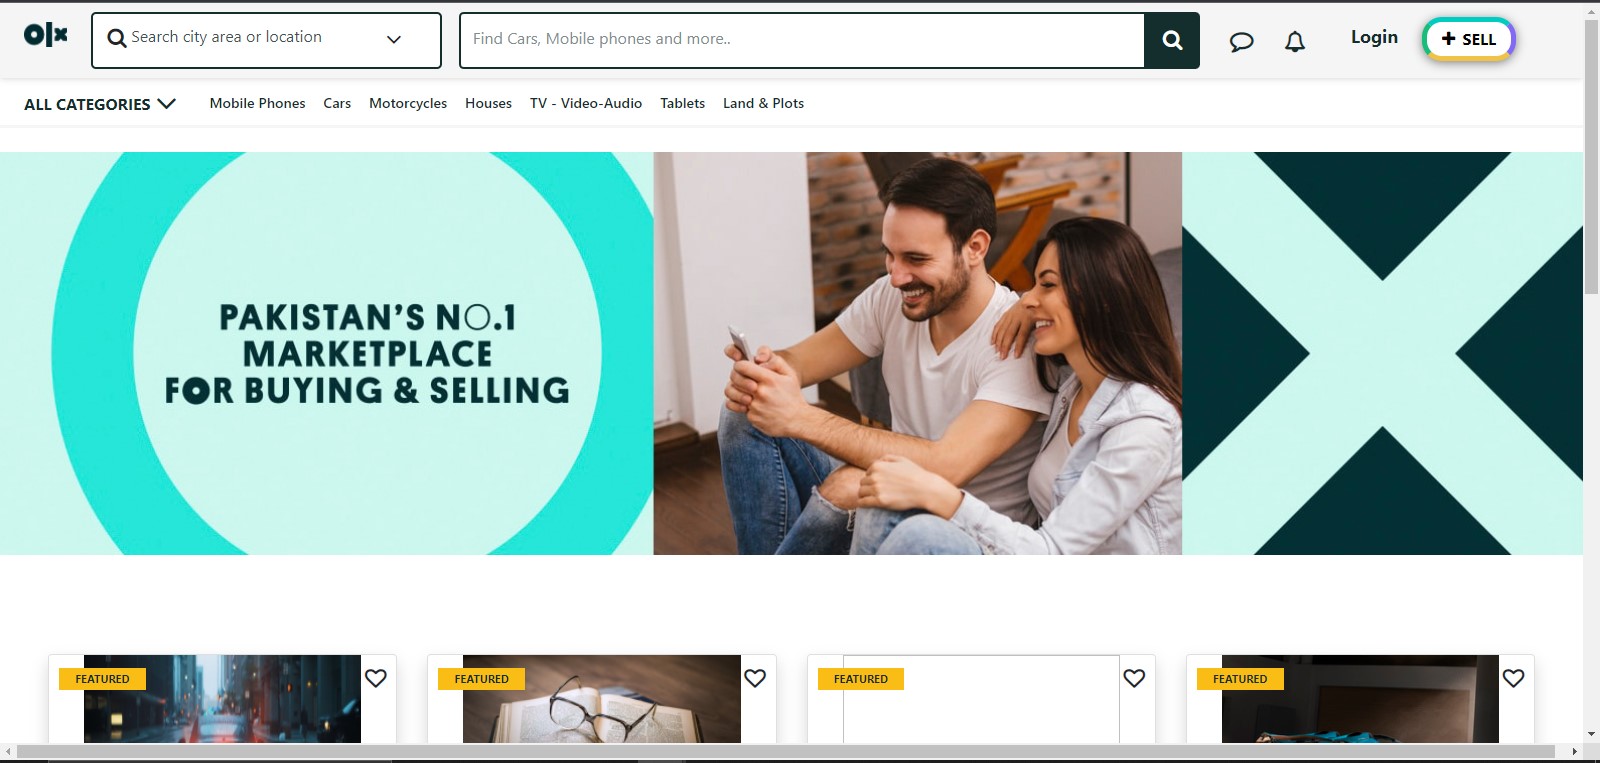 olx
Search city area or location
Find Cars, Mobile phones and more..
Login
+ SELL
ALL CATEGORIES
Mobile Phones
Cars
Motorcycles
Houses
TV - Video-Audio
Tablets
Land & Plots
PAKISTAN'S NO.1
MARKETPLACE
FOR BUYING & SELLING
FEATURED
FEATURED
FEATURED
FEATURED